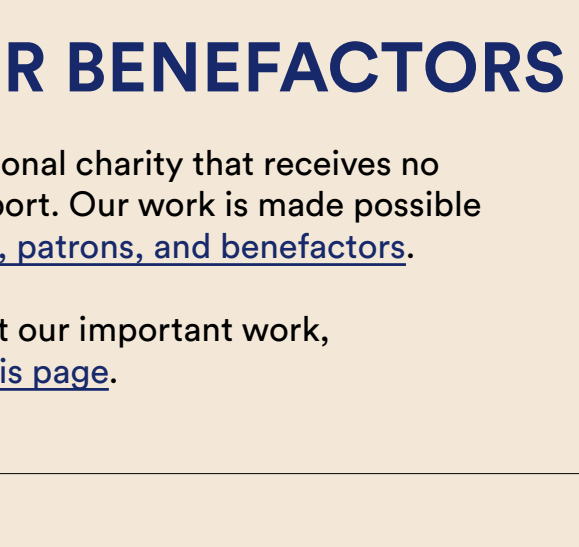 R BENEFACTORS
onal charity that receives no
port. Our work is made possible
, patrons, and benefactors.
t our important work,
is page.